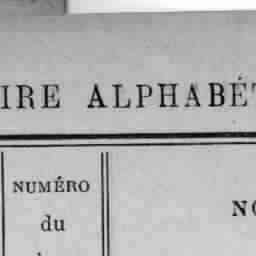 IRE ALPHABÉT
NUMÉRO
du
NO